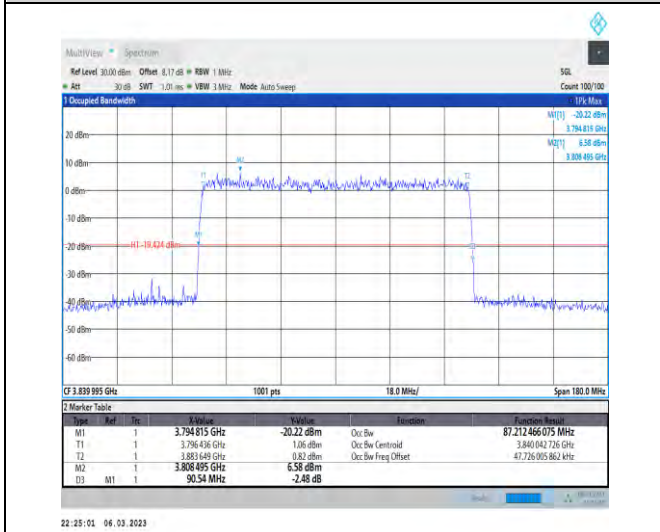 MultiView Spectrum
Ref Level 30.00 dBm Offset 8.17 dB RBW 1 MHz SGL
Att 30 dB SWT 1.01 ms VBW 3 MHz Mode Auto Sweep Count 100/100
1 Occupied Bandwidth 1Pk Max
M1[1] -20.22 dBm
3.794 815 GHz
M2[1] 6.58 dBm
3.808 495 GHz
20 dBm
10 dBm
M2
T1 T2
0 dBm
-10 dBm
M1
-20 dBm H1 -19.424 dBm
-30 dBm
-40 dBm
-50 dBm
-60 dBm
CF 3.839 995 GHz 1001 pts 18.0 MHz/ Span 180.0 MHz
2 Marker Table
Type Ref Trc X-Value Y-Value Function Function Result
M1 1 3.794 815 GHz -20.22 dBm Occ Bw 87.212 466 075 MHz
T1 1 3.796 436 GHz 1.06 dBm Occ Bw Centroid 3.840 042 726 GHz
T2 1 3.883 649 GHz 0.82 dBm Occ Bw Freq Offset 47.726 005 862 kHz
M2 1 3.808 495 GHz 6.58 dBm
D3 M1 1 90.54 MHz -2.48 dB
22:25:01 06.03.2023